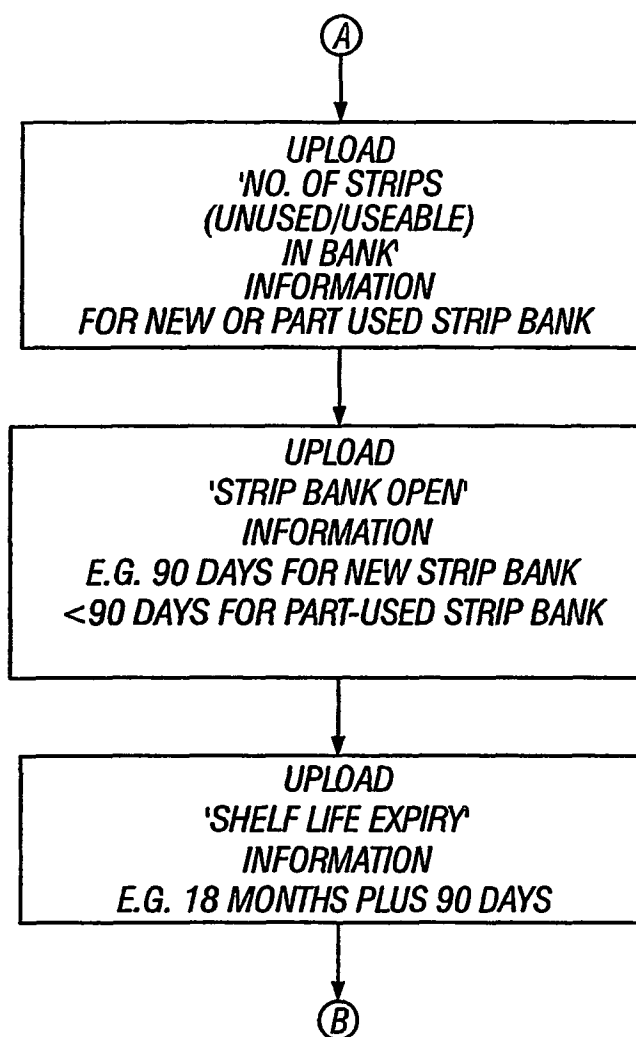 A
UPLOAD
'NO. OF STRIPS
(UNUSED/USEABLE)
IN BANK'
INFORMATION
FOR NEW OR PART USED STRIP BANK
UPLOAD
'STRIP BANK OPEN'
INFORMATION
E.G. 90 DAYS FOR NEW STRIP BANK
<90 DAYS FOR PART-USED STRIP BANK
UPLOAD
'SHELF LIFE EXPIRY'
INFORMATION
E.G. 18 MONTHS PLUS 90 DAYS
B